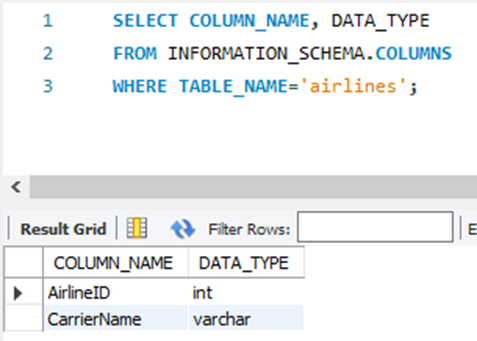 1 SELECT COLUMN_NAME, DATA_TYPE
2 FROM INFORMATION_SCHEMA.COLUMNS
3 WHERE TABLE_NAME='airlines';
Result Grid Filter Rows: E
COLUMN_NAME DATA_TYPE
AirlineID int
CarrierName varchar